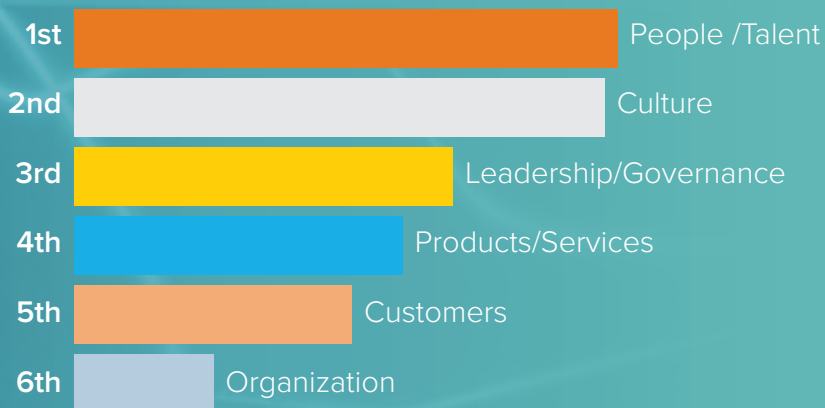 1st People /Talent
2nd Culture
3rd Leadership/Governance
4th Products/Services
5th Customers
6th Organization